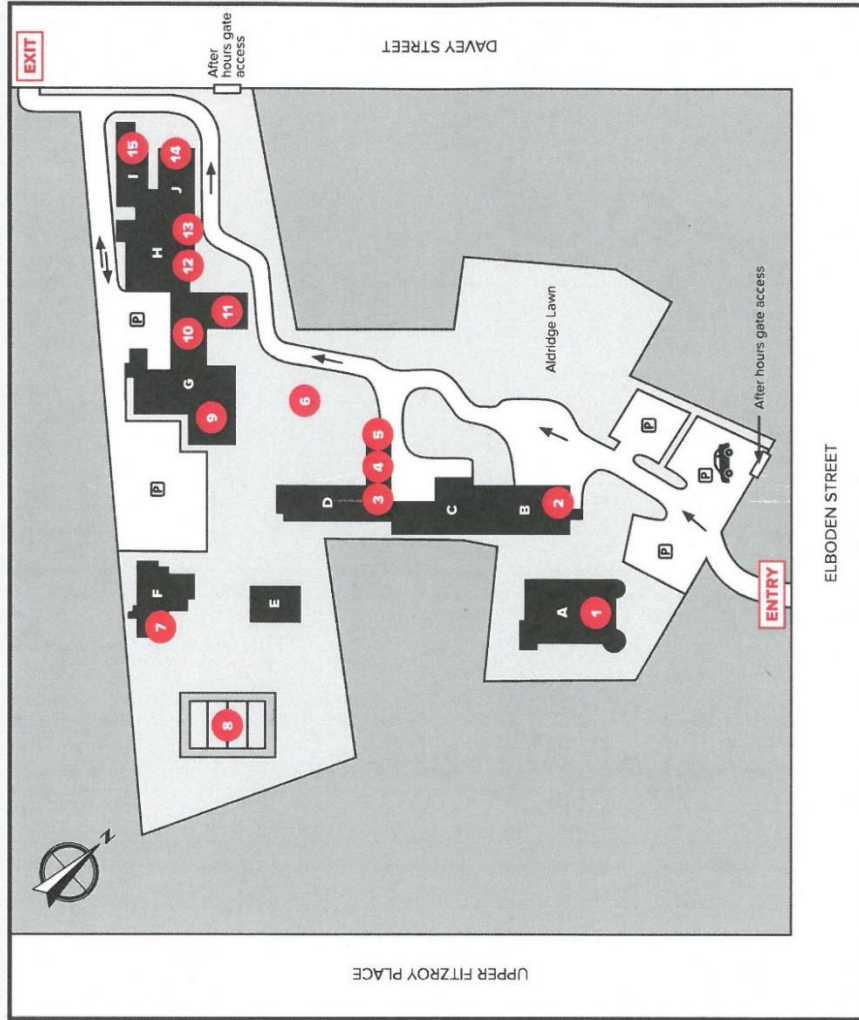 EXIT
DAVEY STREET
After
hours gate
access
15
I
14
J
13
H
12
P
11
10
G
9
P
6
5
4
3
D
C
B
2
F
7
E
8
A
1
Aldridge Lawn
P
P
P
After hours gate access
ENTRY
ELBODEN STREET
N
UPPER FITZROY PLACE